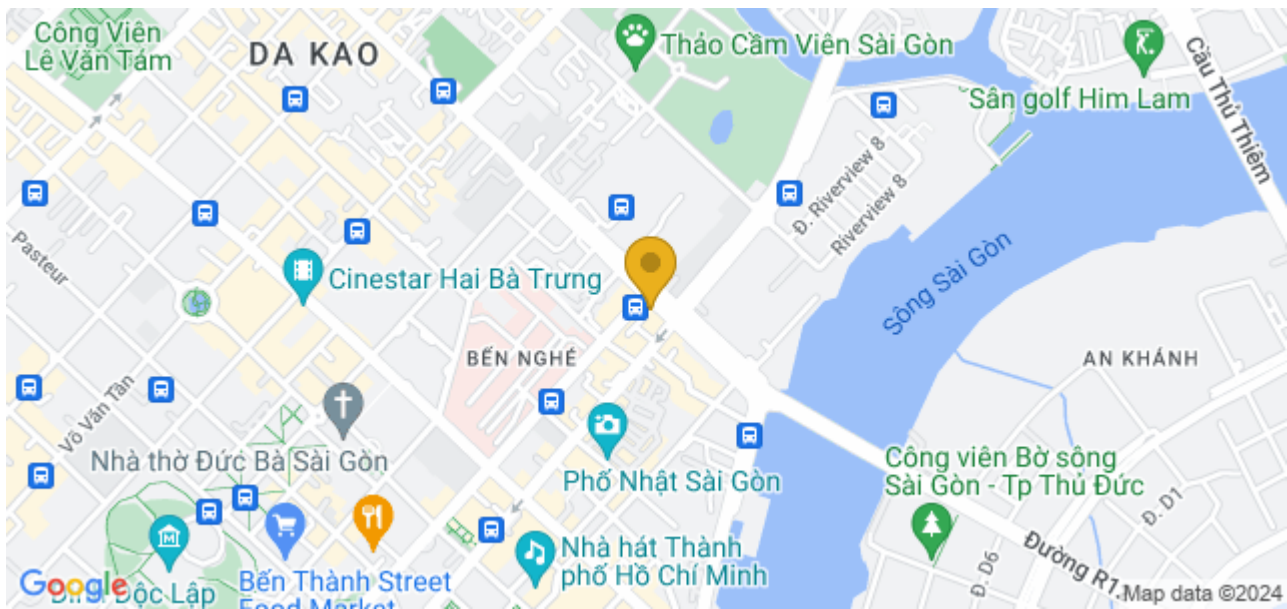 Công Viên
Lê Văn Tám
DA KAO
Thảo Cầm Viên Sài Gòn
Sân golf Him Lam
Cầu Thủ Thiêm
Đ. Riverview 8
Riverview 8
Pasteur
Cinestar Hai Bà Trưng
Sông Sài Gòn
BẾN NGHÉ
AN KHÁNH
Võ Văn Tần
Nhà thờ Đức Bà Sài Gòn
Phố Nhật Sài Gòn
Công viên Bờ sông
Sài Gòn - Tp Thủ Đức
Đ. D1
Đ. D6
Đường R1
Nhà hát Thành
phố Hồ Chí Minh
Bến Thành Street
Food Market
Độc Lập
Google
Map data ©2024